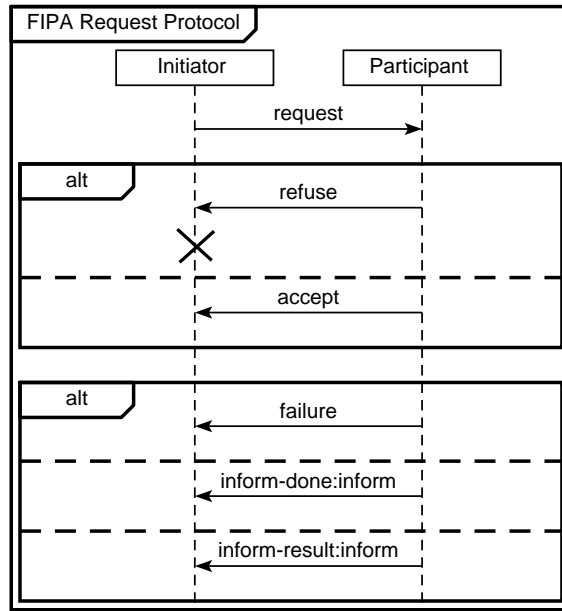 FIPA Request Protocol
Initiator
Participant
request
alt
refuse
accept
alt
failure
inform-done:inform
inform-result:inform